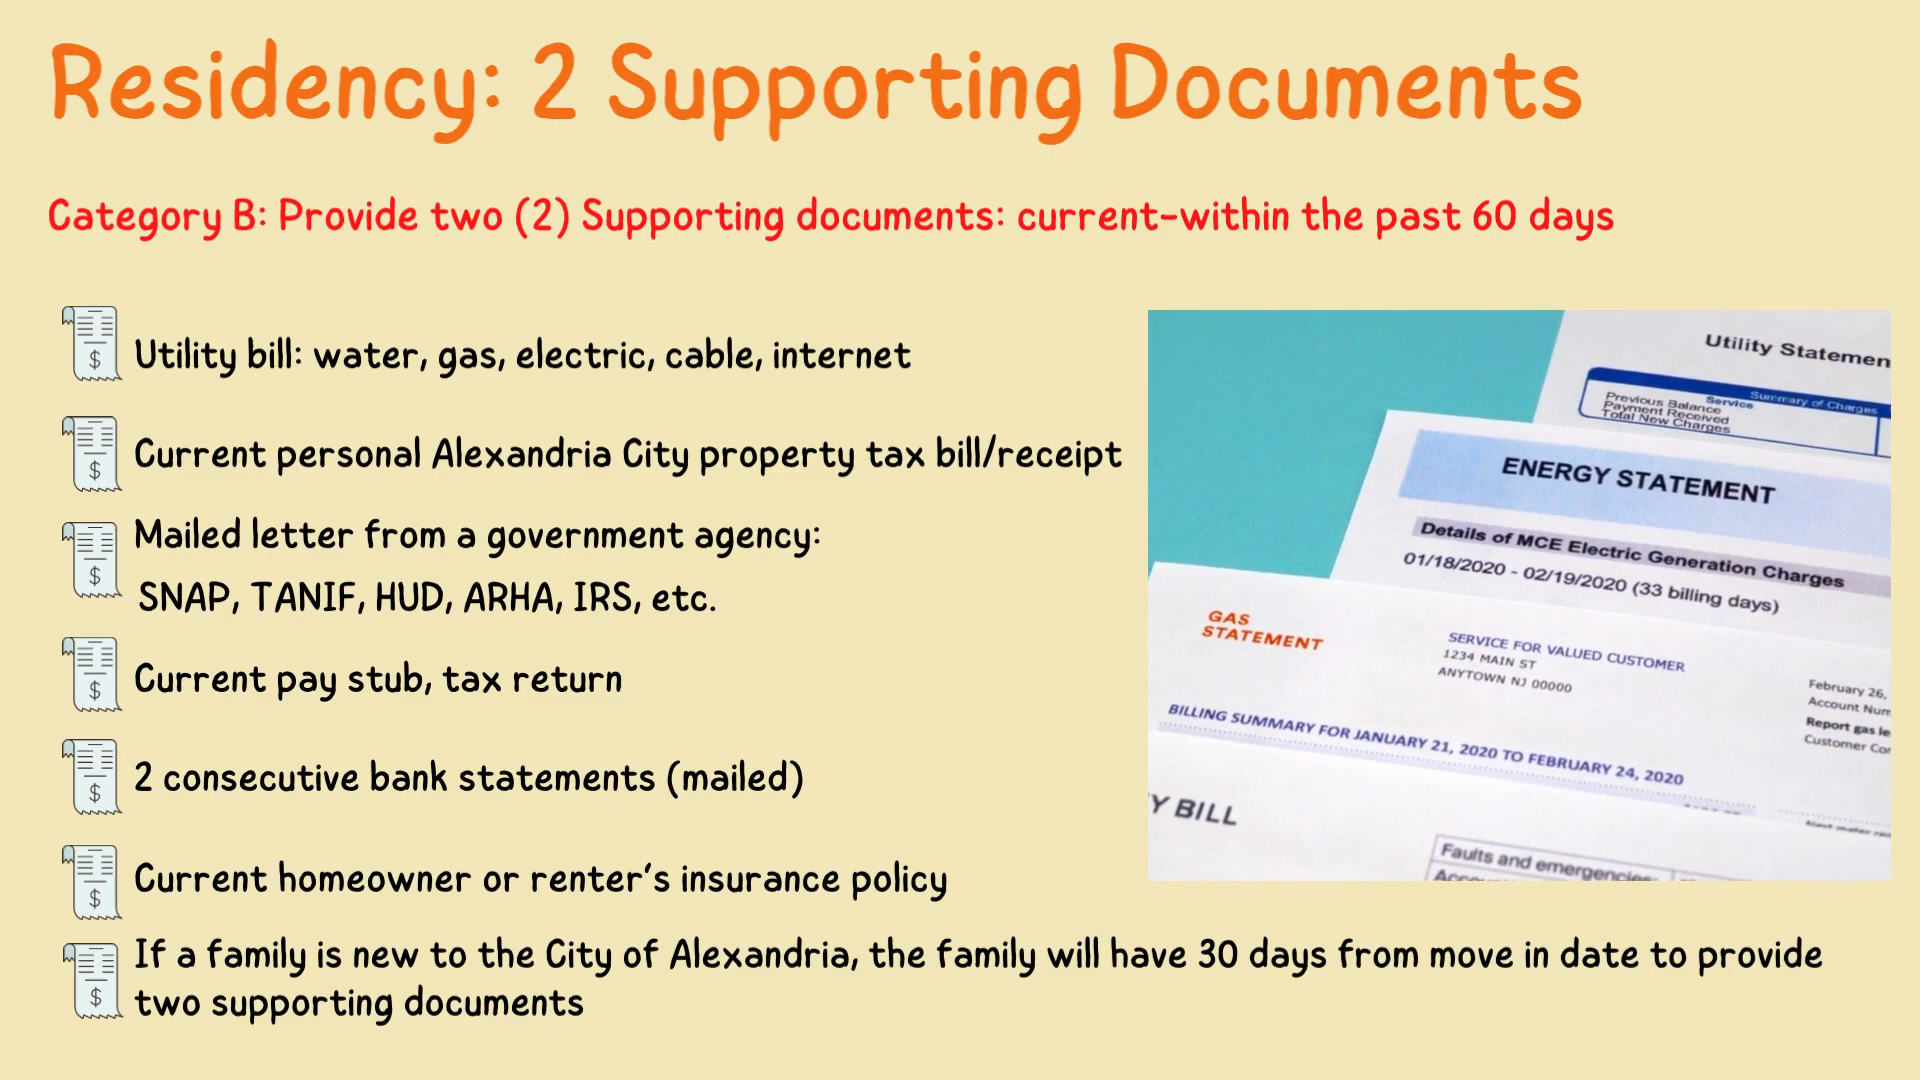 Residency: 2 Supporting Documents
Category B: Provide two (2) Supporting documents: current-within the past 60 days
Utility bill: water, gas, electric, cable, internet
Current personal Alexandria City property tax bill/receipt
Mailed letter from a government agency:
SNAP, TANIF, HUD, ARHA, IRS, etc.
Current pay stub, tax return
2 consecutive bank statements (mailed)
Current homeowner or renter's insurance policy
If a family is new to the City of Alexandria, the family will have 30 days from move in date to provide
two supporting documents
Utility Statemen
Summary of Charges
Service
Previous Balance
Payment Received
Total New Charges
ENERGY STATEMENT
Details of MCE Electric Generation Charges
01/18/2020 - 02/19/2020 (33 billing days)
GAS
STATEMENT
SERVICE FOR VALUED CUSTOMER
1234 MAIN ST
ANYTOWN NJ 00000
February 26,
Account Num
Report gas le
Customer Cor
BILLING SUMMARY FOR JANUARY 21, 2020 TO FEBRUARY 24, 2020
Y BILL
Faults and emergencies: